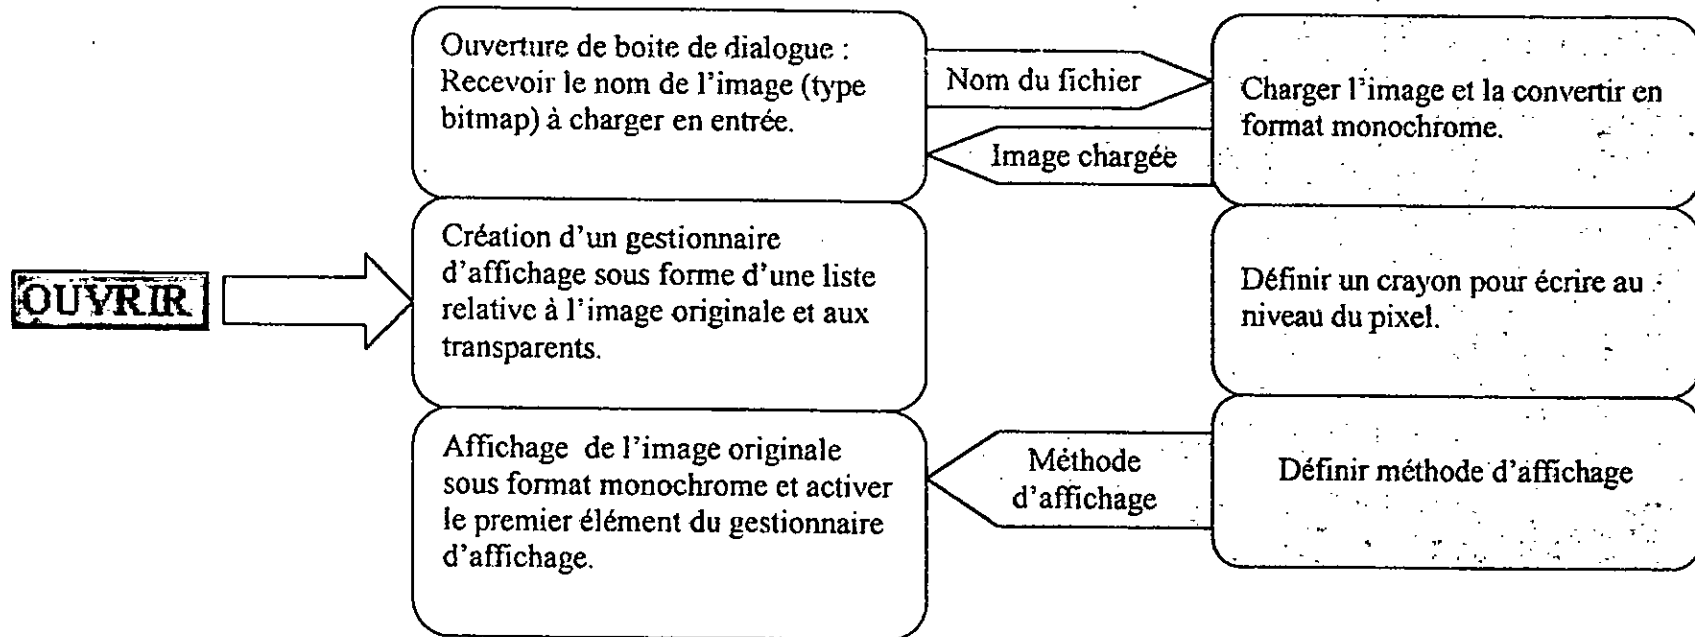 Ouverture de boite de dialogue :
Recevoir le nom de l'image (type
bitmap) à charger en entrée.
Nom du fichier
Image chargée
Charger l'image et la convertir en
format monochrome.
OUVRIR
Création d'un gestionnaire
d'affichage sous forme d'une liste
relative à l'image originale et aux
transparents.
Définir un crayon pour écrire au
niveau du pixel.
Affichage de l'image originale
sous format monochrome et activer
le premier élément du gestionnaire
d'affichage.
Méthode
d'affichage
Définir méthode d'affichage